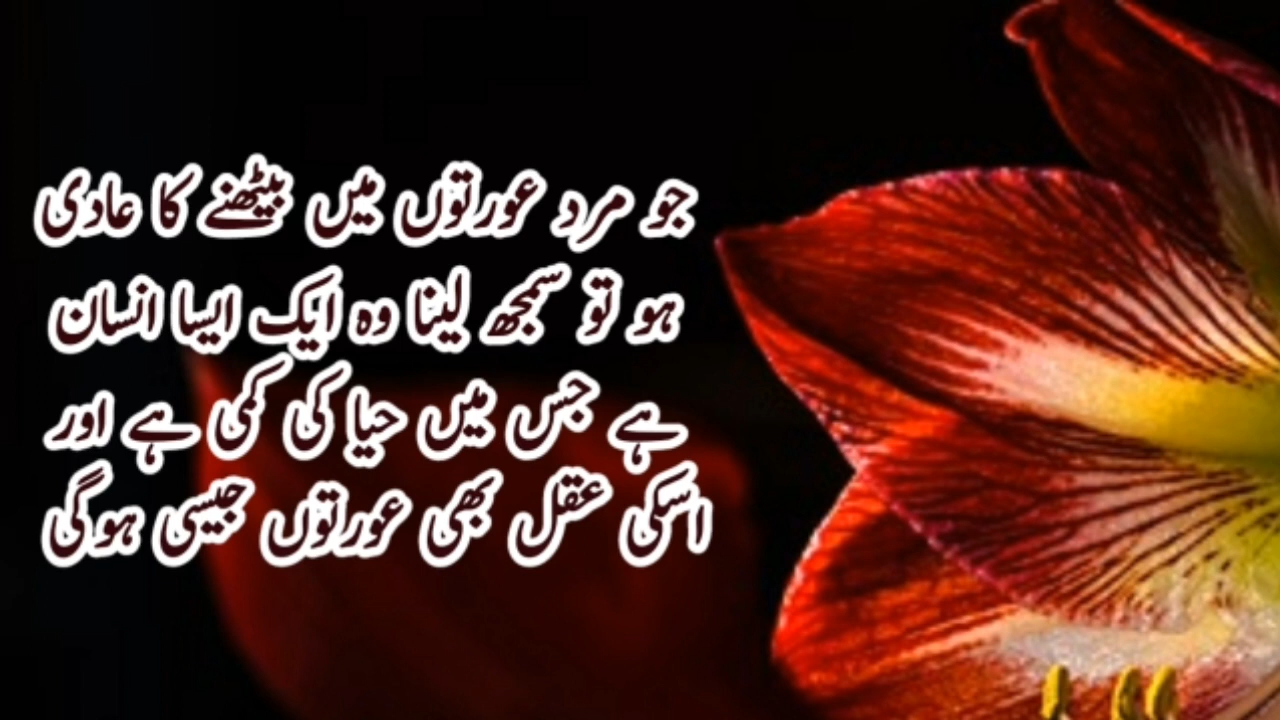 جو مرد عورتوں میں بیٹھنے کا عادی
ہو تو سمجھ لینا وہ ایک ایسا انسان
ہے جس میں حیا کی کمی ہے اور
اسکی عقل بھی عورتوں جیسی ہوگی